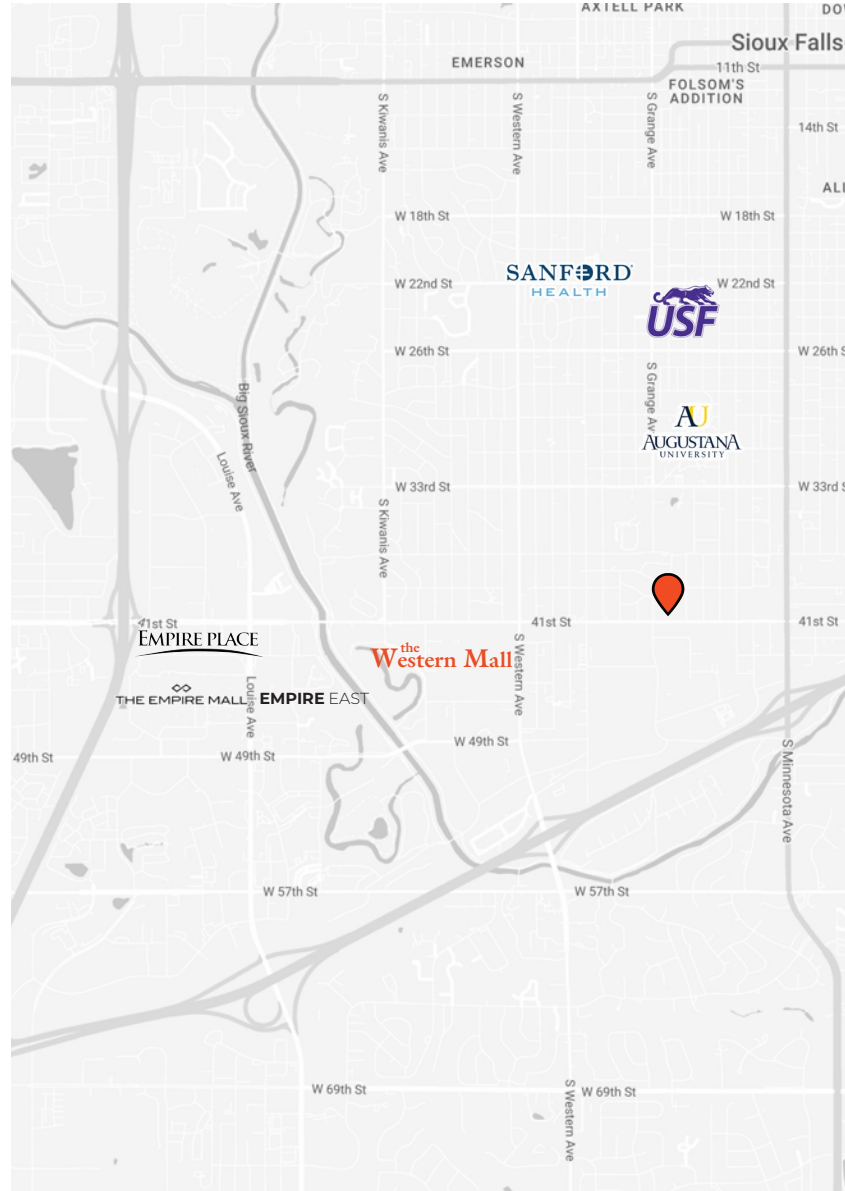 AXTELL PARK
DO
Sioux Falls
EMERSON
11th St
FOLSOM'S
ADDITION
S Kiwanis Ave
S Western Ave
S Grange Ave
14th St
ALL
W 18th St
W 18th St
SANFORD
HEALTH
W 22nd St
W 22nd St
USF
W 26th St
W 26th S
S Grange Av
Big Sioux River
AU
AUGUSTANA
UNIVERSITY
Louise Ave
W 33rd St
W 33rd S
S Kiwanis Ave
41st St
41st St
41st St
EMPIRE PLACE
the
Western Mall
S Western Ave
THE EMPIRE MALL
Louise Ave
EMPIRE EAST
W 49th St
49th St
W 49th St
S Minnesota Ave
W 57th St
W 57th St
W 69th St
W 69th St
S Western Ave